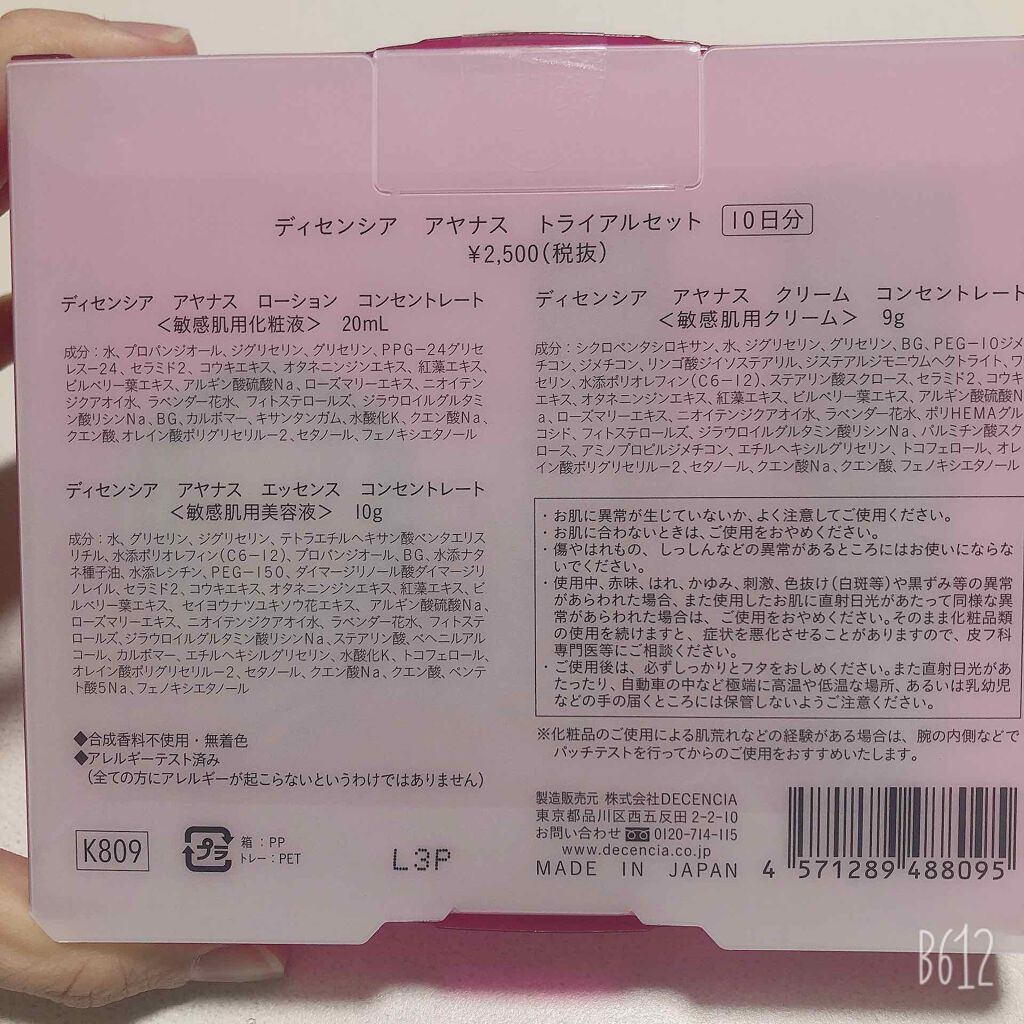 ディセンシア アヤナス トライアルセット 10日分
¥2,500(税抜)
ディセンシア アヤナス ローション コンセントレート
<敏感肌用化粧液> 20mL
成分：水、プロパンジオール、ジグリセリン、グリセリン、PPG-24グリセ
レス-24、セラミド2、コウキエキス、オタネニンジンエキス、紅藻エキス、
ビルベリー葉エキス、アルギン酸硫酸Na、ローズマリーエキス、ニオイテン
ジクアオイ水、ラベンダー花水、フィトステロールズ、ジラウロイルグルタミ
ン酸リシンNa、BG、カルボマー、キサンタンガム、水酸化K、クエン酸Na、
クエン酸、オレイン酸ポリグリセリル-2、セタノール、フェノキシエタノール
ディセンシア アヤナス エッセンス コンセントレート
<敏感肌用美容液> 10g
成分：水、グリセリン、ジグリセリン、テトラエチルヘキサン酸ペンタエリス
リチル、水添ポリオレフィン(C6-12)、プロパンジオール、BG、水添ナタ
ネ種子油、水添レシチン、PEG-150、ダイマージリノール酸ダイマージリ
ノレイル、セラミド2、コウキエキス、オタネニンジンエキス、紅藻エキス、ビ
ルベリー葉エキス、セイヨウナツユキソウ花エキス、アルギン酸硫酸Na、
ローズマリーエキス、ニオイテンジクアオイ水、ラベンダー花水、フィトステ
ロールズ、ジラウロイルグルタミン酸リシンNa、ステアリン酸、ベヘニルアル
コール、カルボマー、エチルヘキシルグリセリン、水酸化K、トコフェロール、
オレイン酸ポリグリセリル-2、セタノール、クエン酸Na、クエン酸、ペンテ
ト酸5Na、フェノキシエタノール
◆合成香料不使用・無着色
◆アレルギーテスト済み
(全ての方にアレルギーが起こらないというわけではありません)
K809
プラ
箱：PP
トレー：PET
L3P
ディセンシア アヤナス クリーム コンセントレート
<敏感肌用クリーム> 9g
成分：シクロペンタシロキサン、水、ジグリセリン、グリセリン、BG、PEG-10ジメ
チコン、ジメチコン、リンゴ酸ジイソステアリル、ジステアルジモニウムヘクトライト、ワ
セリン、水添ポリオレフィン(C6-12)、ステアリン酸スクロース、セラミド2、コウキ
エキス、オタネニンジンエキス、紅藻エキス、ビルベリー葉エキス、アルギン酸硫酸N
a、ローズマリーエキス、ニオイテンジクアオイ水、ラベンダー花水、ポリHEMAグル
コシド、フィトステロールズ、ジラウロイルグルタミン酸リシンNa、パルミチン酸スク
ロース、アミノプロピルジメチコン、エチルヘキシルグリセリン、トコフェロール、オレ
イン酸ポリグリセリル-2、セタノール、クエン酸Na、クエン酸、フェノキシエタノール
・お肌に異常が生じていないか、よく注意してご使用ください。
・お肌に合わないときは、ご使用をおやめください。
・傷やはれもの、しっしんなどの異常があるところにはお使いにならな
いでください。
・使用中、赤味、はれ、かゆみ、刺激、色抜け(白斑等)や黒ずみ等の異常
があらわれた場合、また使用したお肌に直射日光があたって同様な異
常があらわれた場合は、ご使用をおやめください。そのまま化粧品類
の使用を続けますと、症状を悪化させることがありますので、皮フ科
専門医等にご相談ください。
・ご使用後は、必ずしっかりとフタをおしめください。また直射日光があ
たったり、自動車の中など極端に高温や低温な場所、あるいは乳幼児
などの手の届くところには保管しないようご注意ください。
※化粧品のご使用による肌荒れなどの経験がある場合は、腕の内側などで
パッチテストを行ってからのご使用をおすすめいたします。
製造販売元 株式会社DECENCIA
東京都品川区西五反田2-2-10
お問い合わせ 0120-714-115
www.decencia.co.jp
MADE IN JAPAN
4 571289 488095
B612